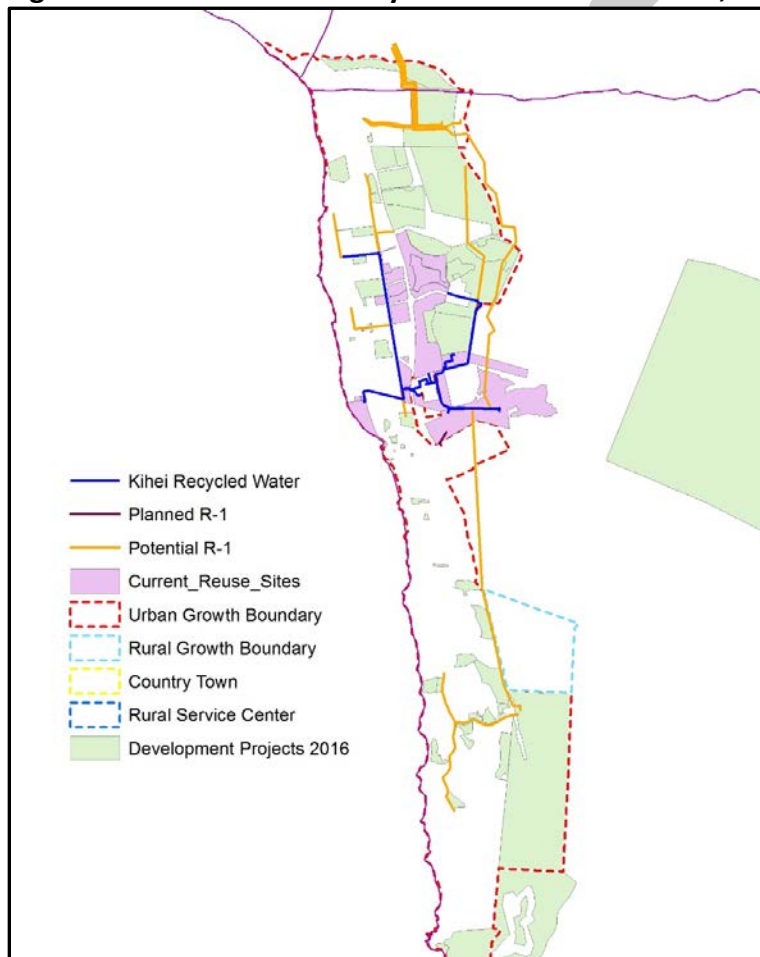 Kihei Recycled Water
Planned R-1
Potential R-1
Current_Reuse_Sites
Urban Growth Boundary
Rural Growth Boundary
Country Town
Rural Service Center
Development Projects 2016